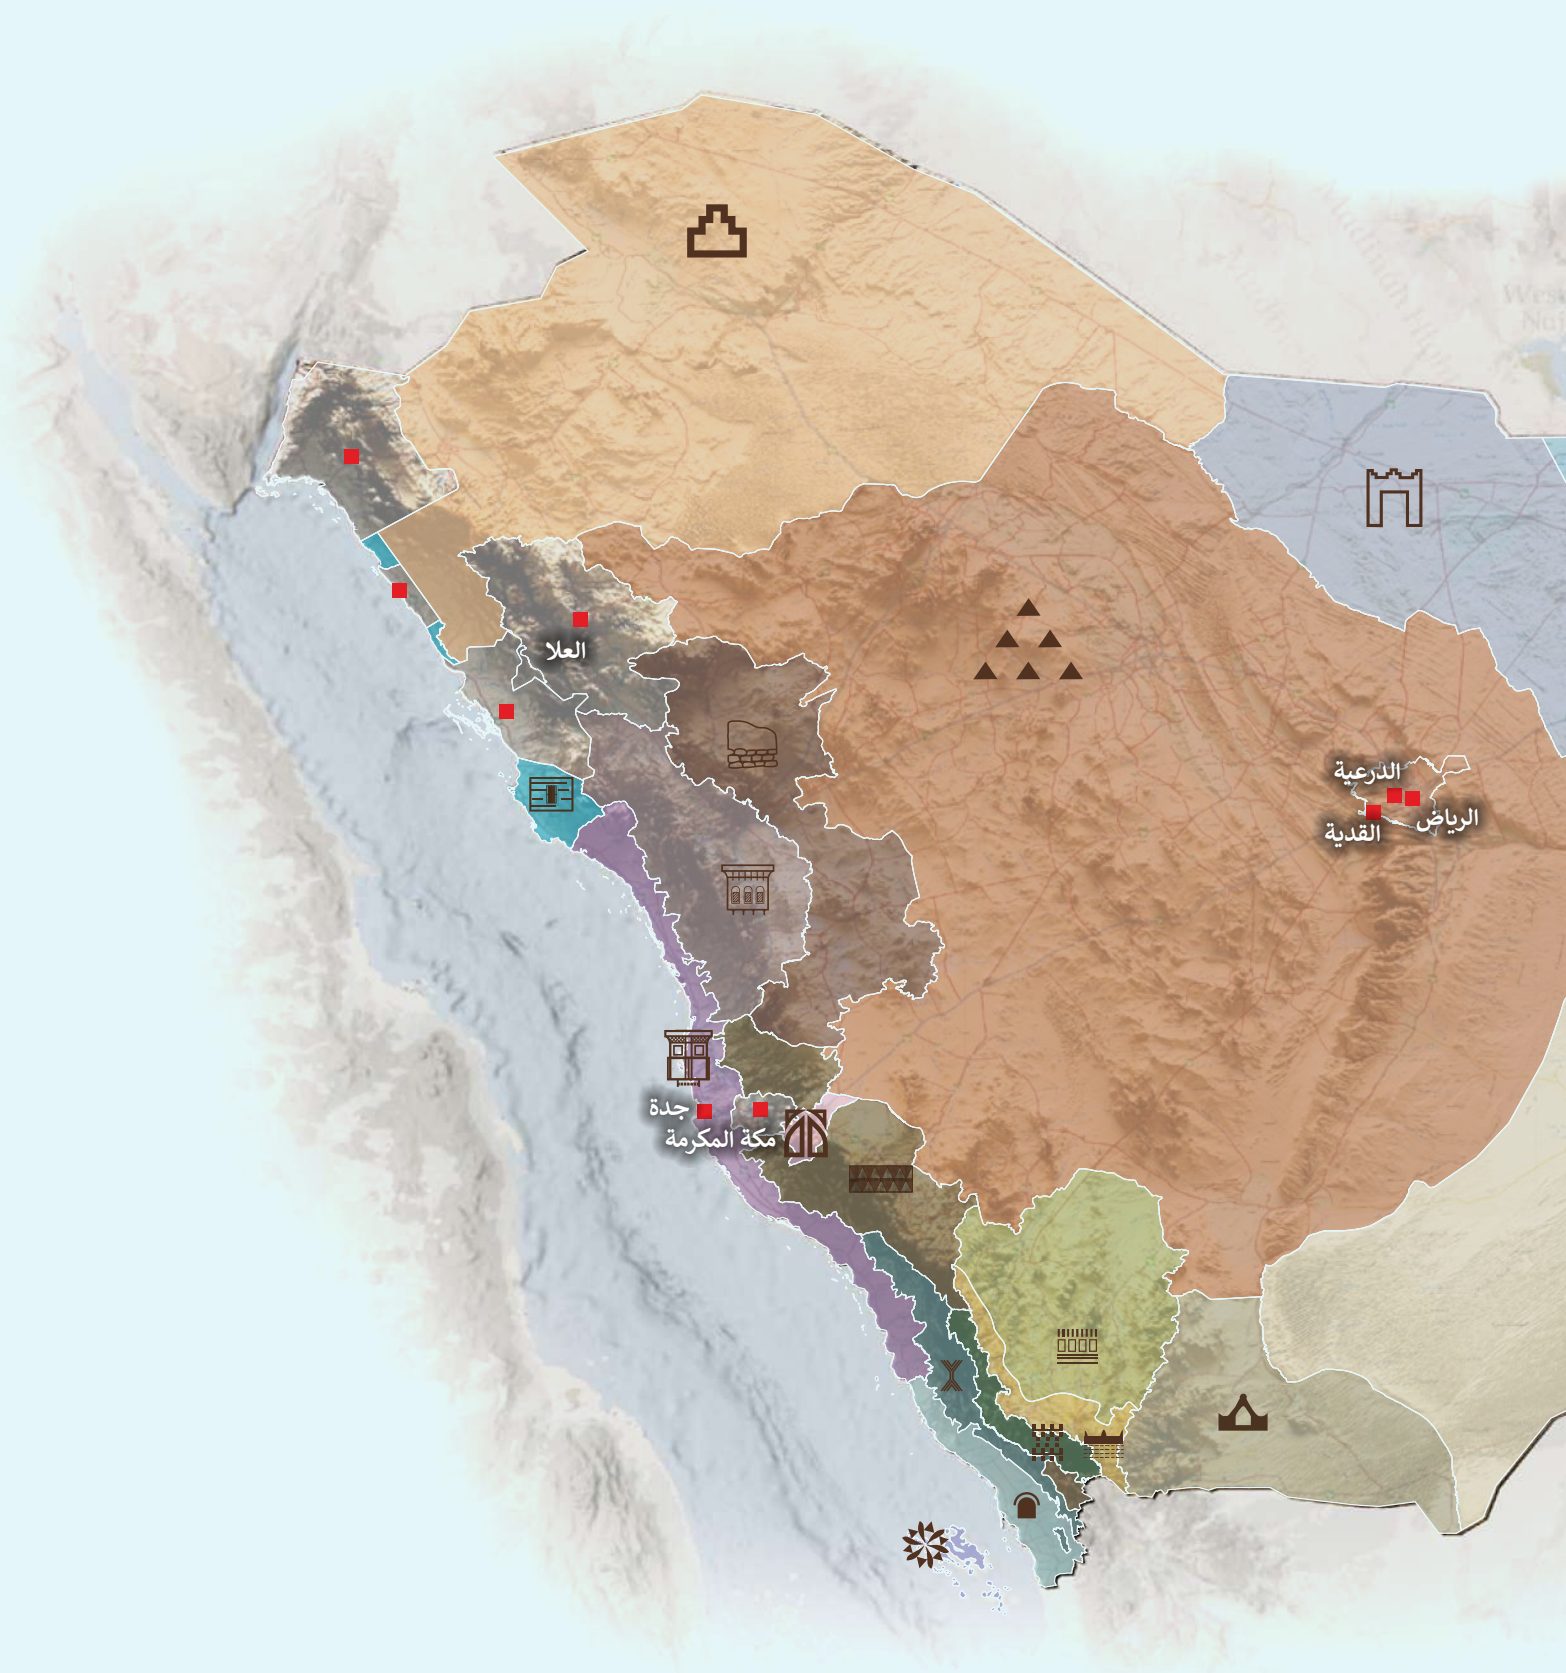 العلا
الدرعية
الرياض
القدية
جدة
مكة المكرمة